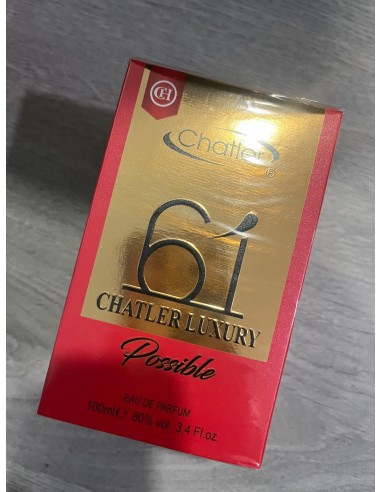 CH
Chatler
®
61
CHATLER LUXURY
Possible
EAU DE PARFUM
100ml℮ 80% vol. 3.4 Fl.oz.